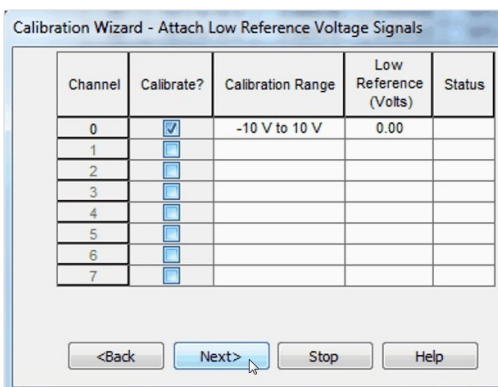 Calibration Wizard - Attach Low Reference Voltage Signals
Channel Calibrate? Calibration Range Low Reference (Volts) Status
0 -10 V to 10 V 0.00
1
2
3
4
5
6
7
<Back Next> Stop Help